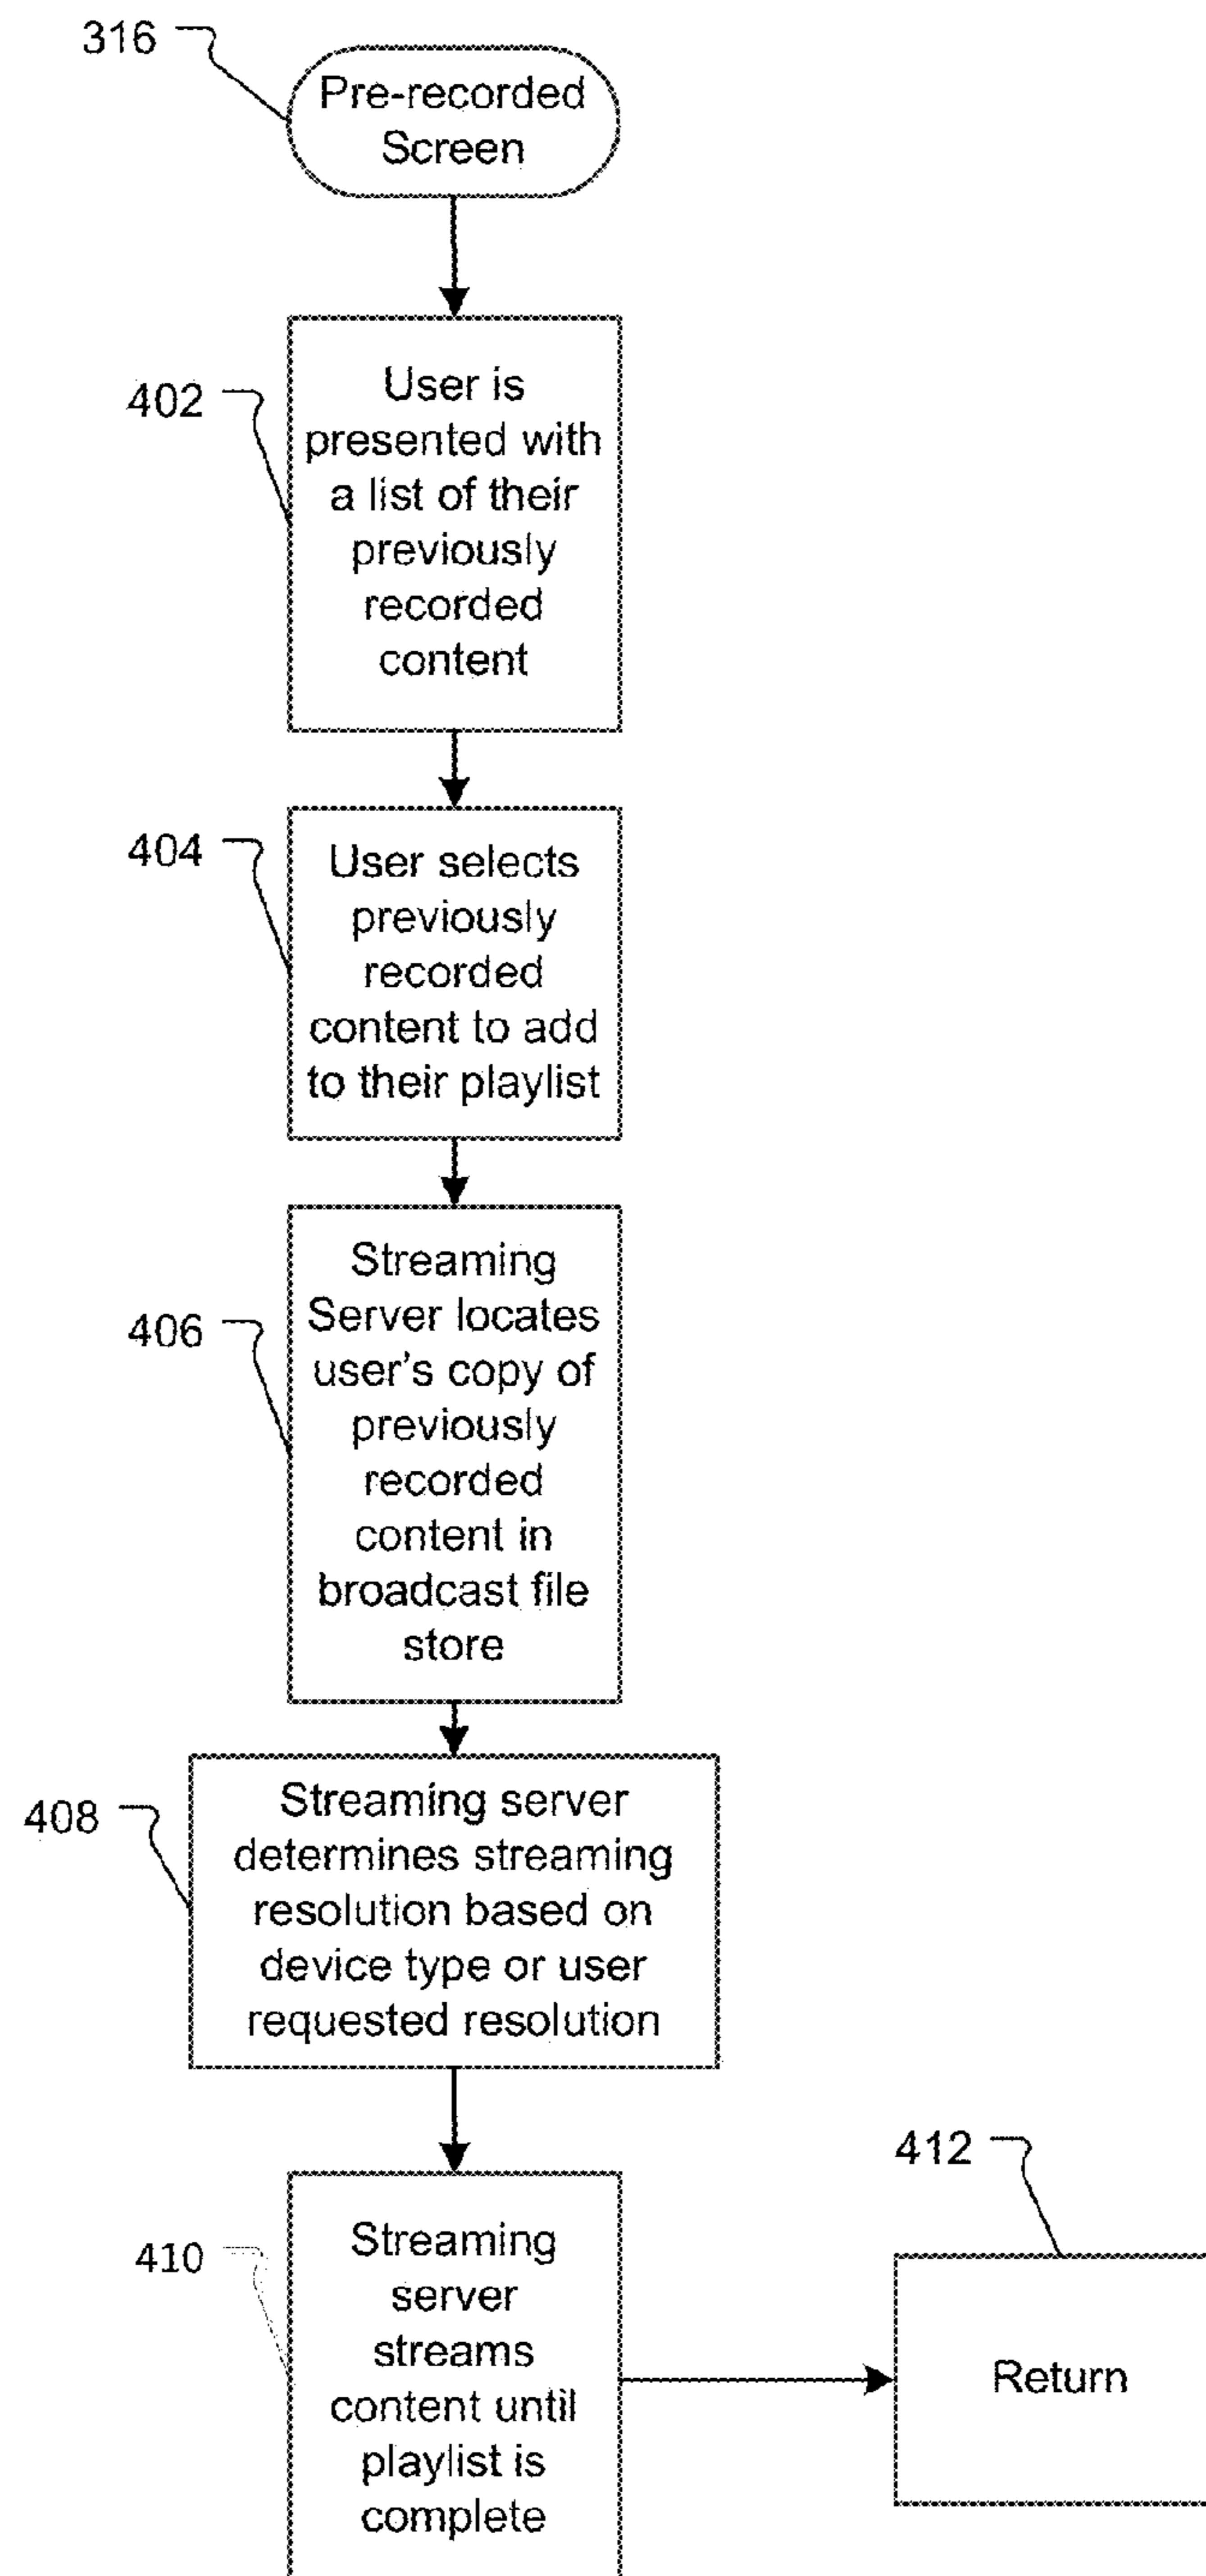 316
Pre-recorded
Screen
402
User is
presented with
a list of their
previously
recorded
content
404
User selects
previously
recorded
content to add
to their playlist
406
Streaming
Server locates
user's copy of
previously
recorded
content in
broadcast file
store
408
Streaming server
determines streaming
resolution based on
device type or user
requested resolution
410
Streaming
server
streams
content until
playlist is
complete
412
Return